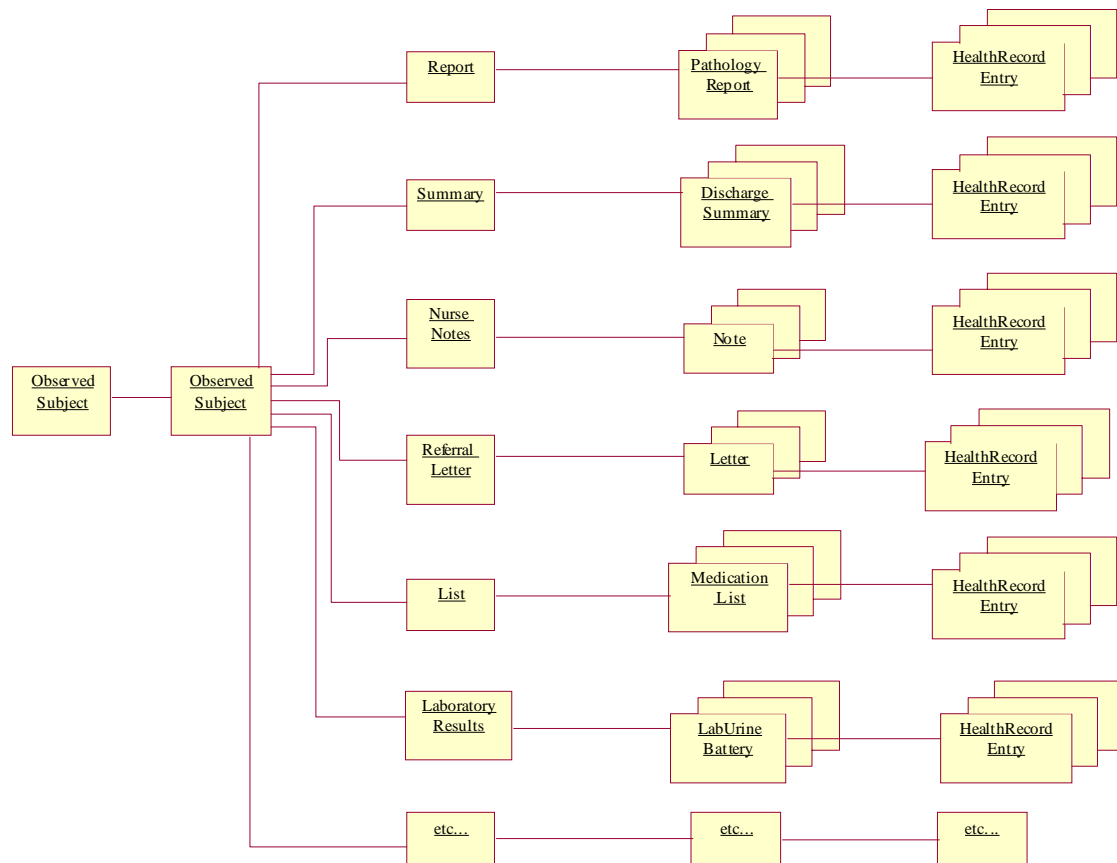 Report
Pathology
Report
HealthRecord
Entry
Summary
Discharge
Summary
HealthRecord
Entry
Nurse
Notes
Note
HealthRecord
Entry
Observed
Subject
Observed
Subject
Referral
Letter
Letter
HealthRecord
Entry
List
Medication
List
HealthRecord
Entry
Laboratory
Results
LabUrine
Battery
HealthRecord
Entry
etc...
etc...
etc...